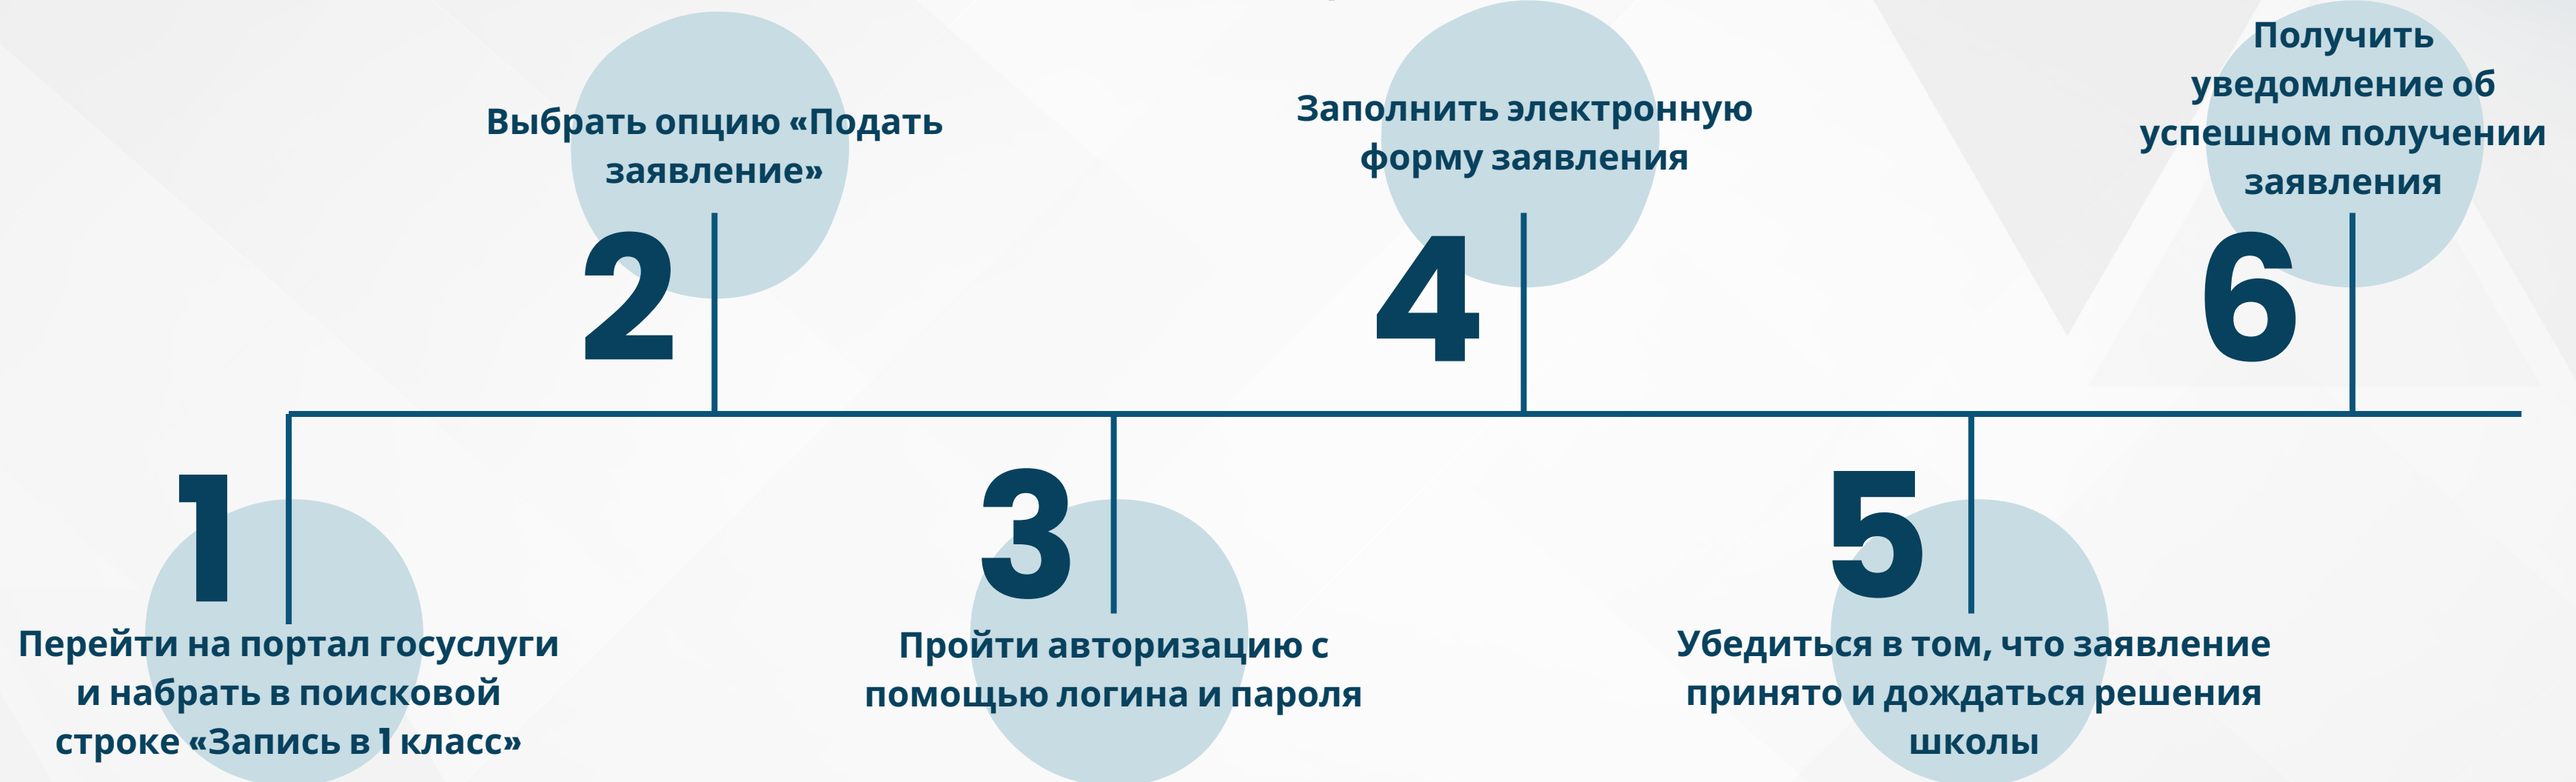 1
Перейти на портал госуслуги
и набрать в поисковой
строке «Запись в 1 класс»
Выбрать опцию «Подать
заявление»
2
3
Пройти авторизацию с
помощью логина и пароля
Заполнить электронную
форму заявления
4
5
Убедиться в том, что заявление
принято и дождаться решения
школы
Получить
уведомление об
успешном получении
заявления
6